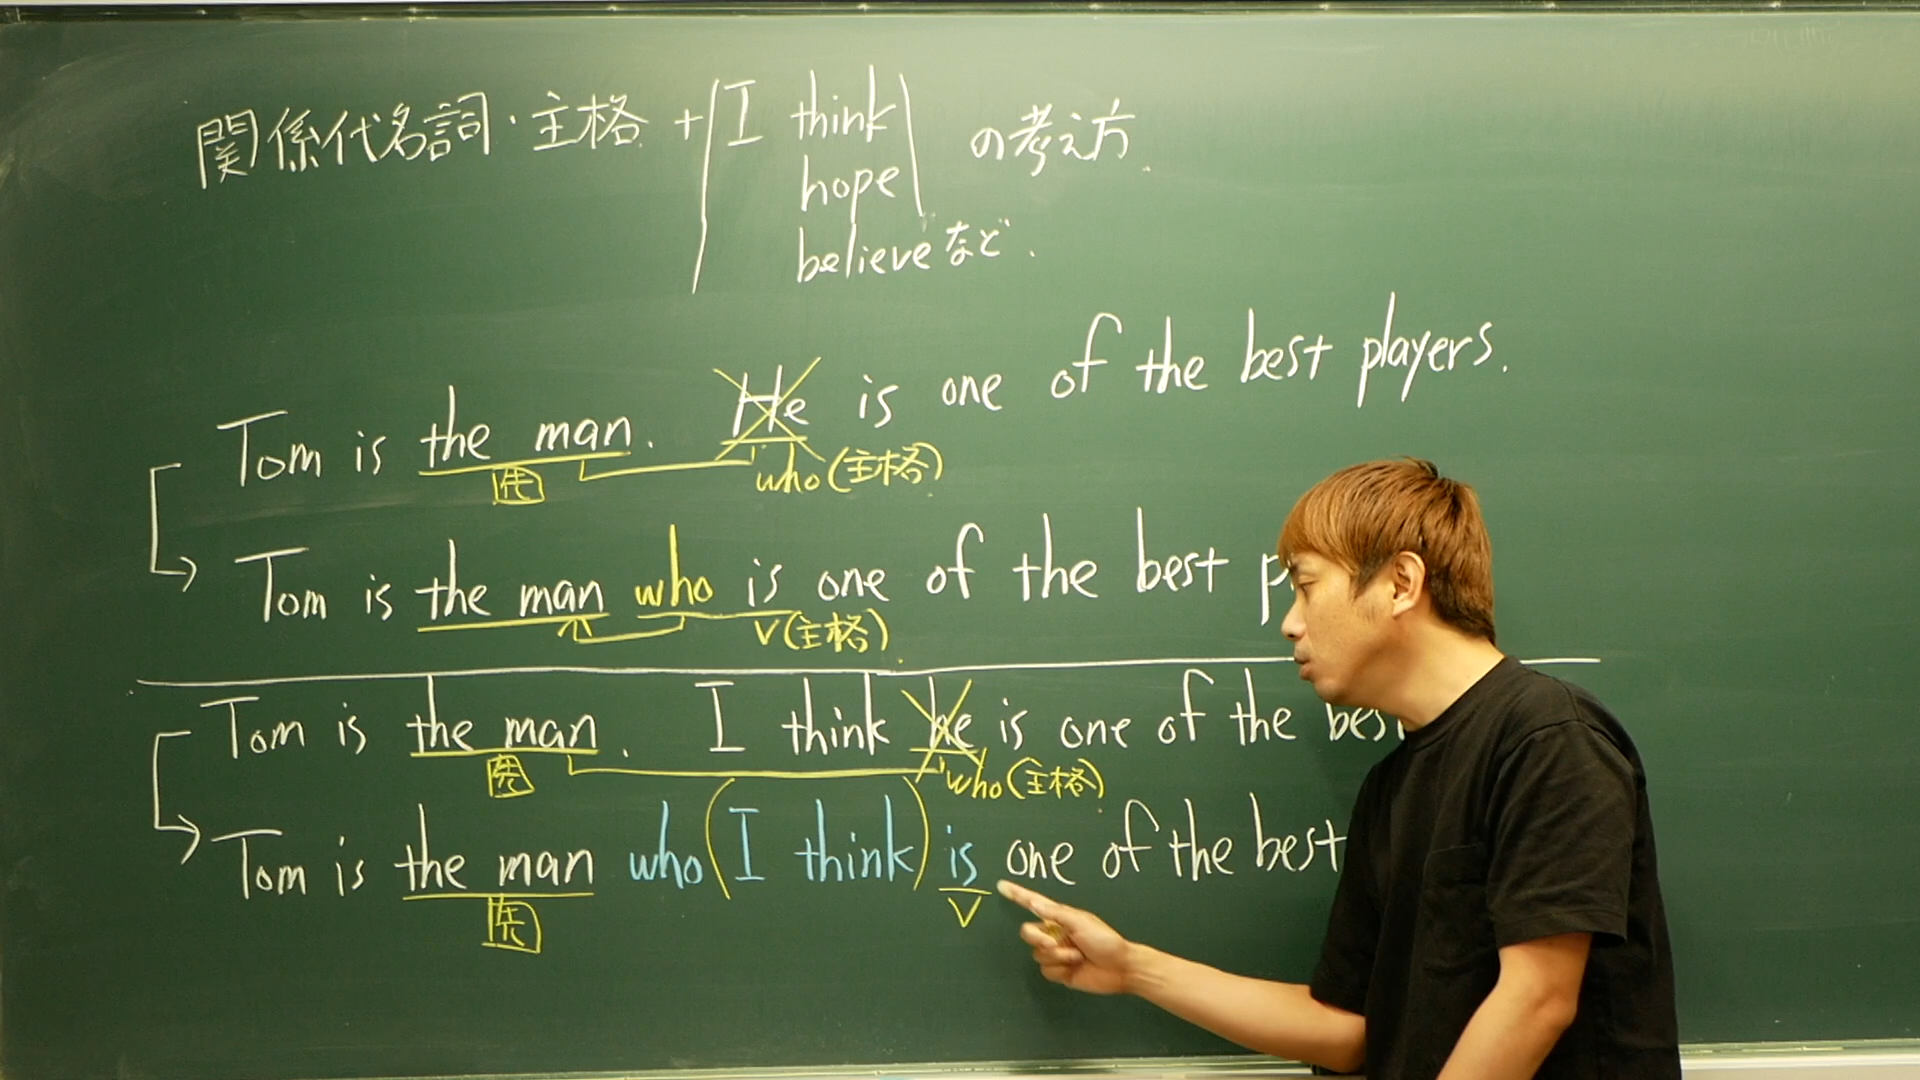 関係代名詞・主格 + I think の考え方.
hope
believe など.
Tom is the man. He is one of the best players.
先 who (主格)
Tom is the man who is one of the best
V (主格).
Tom is the man. I think he is one of the
先 who (主格)
Tom is the man who (I think) is one of the best
先 V